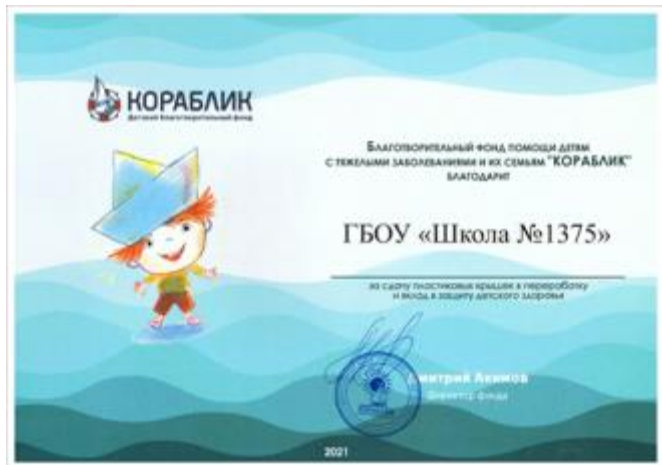 КОРАБЛИК
Детский благотворительный фонд
Благотворительный фонд помощи детям
с тяжелыми заболеваниями и их семьям "КОРАБЛИК"
благодарит
ГБОУ «Школа №1375»
за сдачу пластиковых крышек в переработку
и вклад в защиту детского здоровья
Дмитрий Акимов
Директор фонда
2021